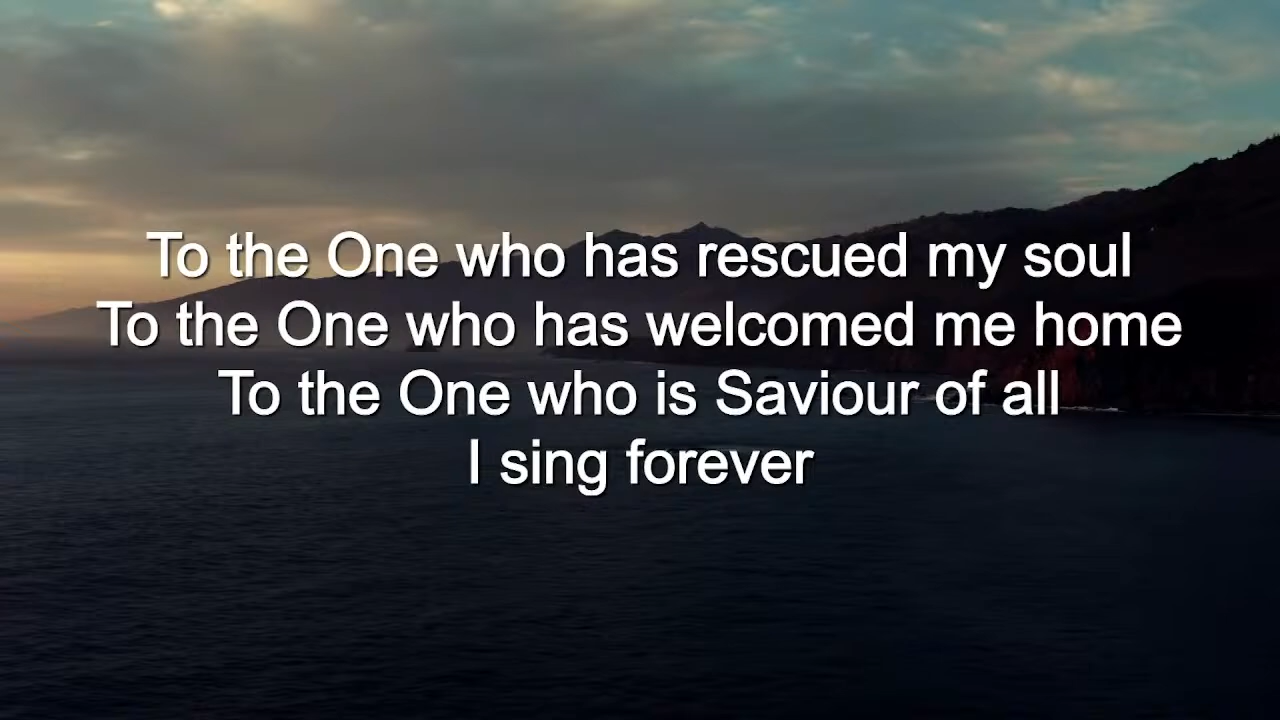 To the One who has rescued my soul
To the One who has welcomed me home
To the One who is Saviour of all
I sing forever